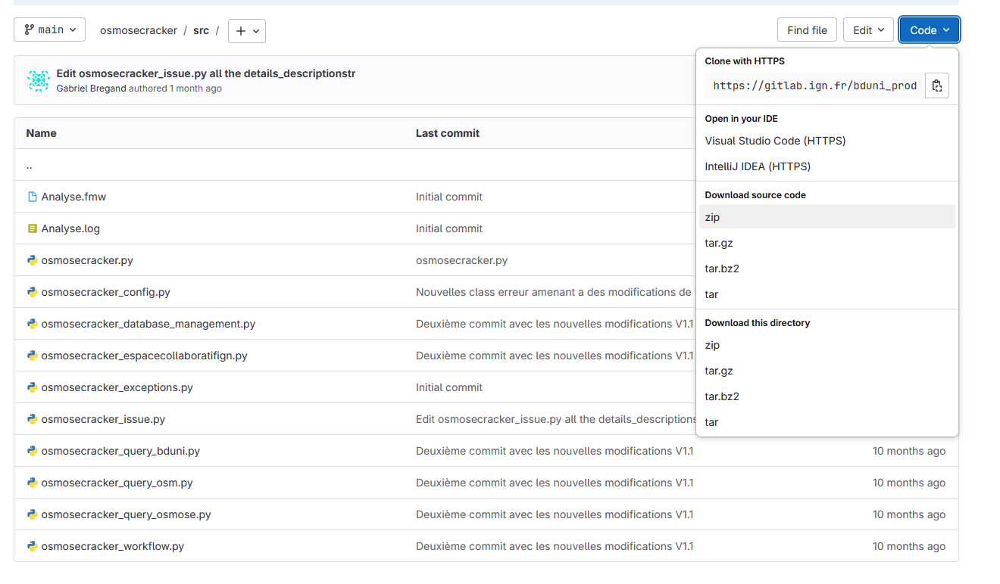 main
osmosecracker / src /
Find file
Edit
Code
Edit osmosecracker_issue.py all the details_descriptionstr
Gabriel Bregand authored 1 month ago
Clone with HTTPS
https://gitlab.ign.fr/bduni_prod
Open in your IDE
Visual Studio Code (HTTPS)
IntelliJ IDEA (HTTPS)
Download source code
zip
tar.gz
tar.bz2
tar
Download this directory
zip
tar.gz
tar.bz2
tar
Name Last commit
..
Analyse.fmw Initial commit
Analyse.log Initial commit
osmosecracker.py osmosecracker.py
osmosecracker_config.py Nouvelles class erreur amenant a des modifications de
osmosecracker_database_management.py Deuxième commit avec les nouvelles modifications V1.1
osmosecracker_espacecollaboratifign.py Deuxième commit avec les nouvelles modifications V1.1
osmosecracker_exceptions.py Initial commit
osmosecracker_issue.py Edit osmosecracker_issue.py all the details_descriptions
osmosecracker_query_bduni.py Deuxième commit avec les nouvelles modifications V1.1 10 months ago
osmosecracker_query_osm.py Deuxième commit avec les nouvelles modifications V1.1 10 months ago
osmosecracker_query_osmose.py Deuxième commit avec les nouvelles modifications V1.1 10 months ago
osmosecracker_workflow.py Deuxième commit avec les nouvelles modifications V1.1 10 months ago